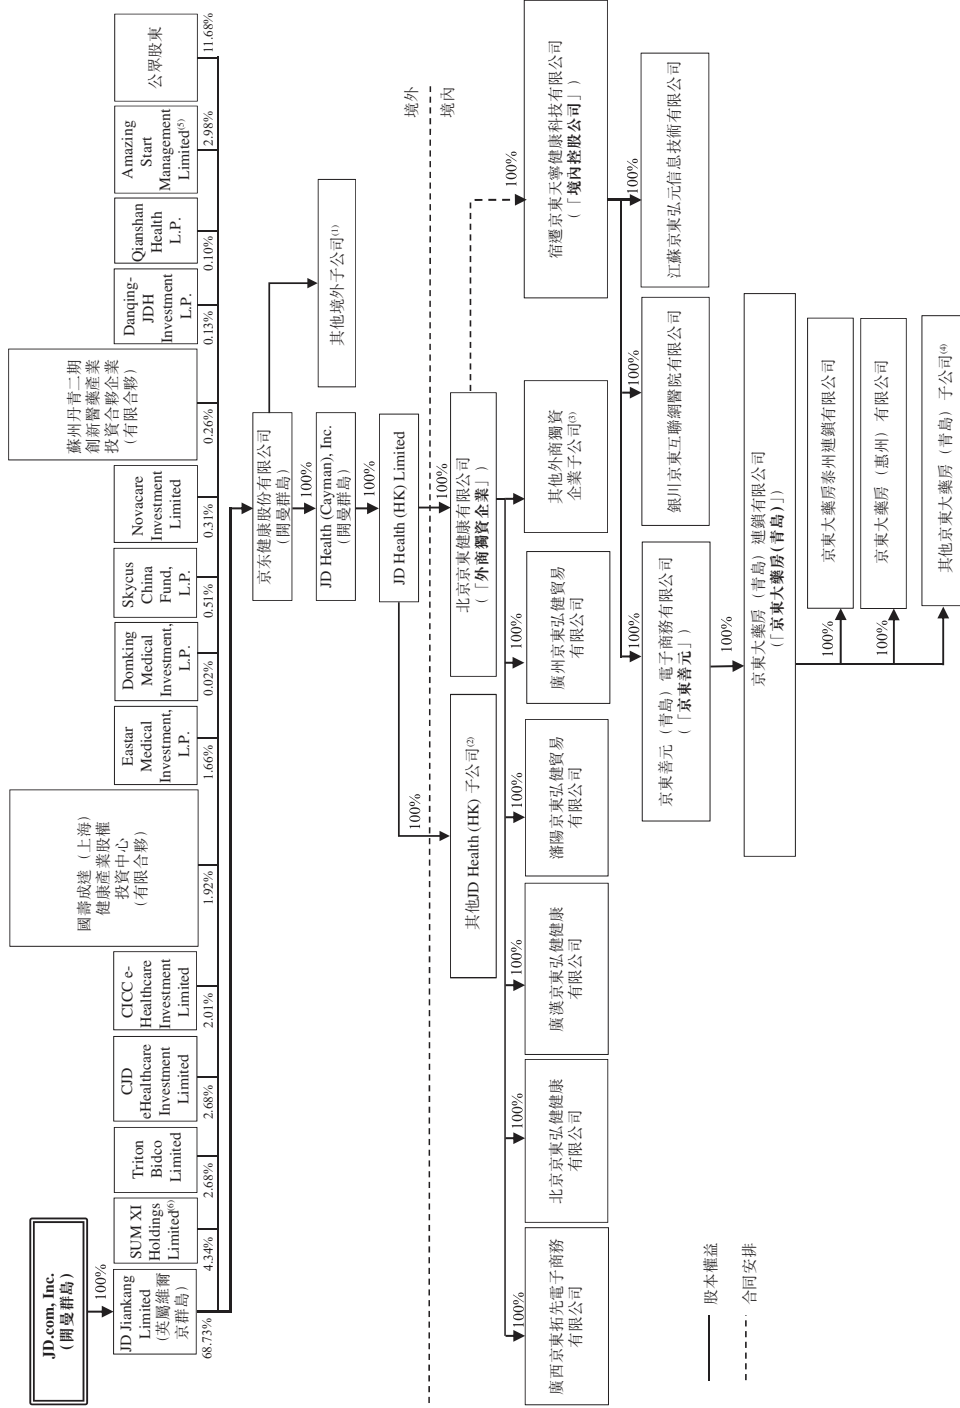 JD.com, Inc.
（開曼群島）
100%
JD Jiankang
Limited
（英屬維爾
京群島）
68.73%
SUM XI
Holdings
Limited(6)
4.34%
Triton
Bidco
Limited
2.68%
CJD
eHealthcare
Investment
Limited
2.68%
CICC e-
Healthcare
Investment
Limited
2.01%
國壽成達（上海）
健康產業股權
投資中心
（有限合夥）
1.92%
Eastar
Medical
Investment,
L.P.
1.66%
Domking
Medical
Investment,
L.P.
0.02%
Skycus
China
Fund, L.P.
0.51%
Novacare
Investment
Limited
0.31%
蘇州丹青二期
創新醫藥產業
投資合夥企業
（有限合夥）
0.26%
Danqing-
JDH
Investment
L.P.
0.13%
Qianshan
Health
L.P.
0.10%
Amazing
Start
Management
Limited(5)
2.98%
公眾股東
11.68%
京东健康股份有限公司
（開曼群島）
其他境外子公司(1)
100%
JD Health (Cayman), Inc.
（開曼群島）
100%
JD Health (HK) Limited
境外
境內
100%
其他JD Health (HK) 子公司(2)
100%
北京京東健康有限公司
（「外商獨資企業」）
100%
廣西京東拓先電子商務
有限公司
100%
北京京東弘健健康
有限公司
100%
廣漢京東弘健健康
有限公司
100%
瀋陽京東弘健貿易
有限公司
100%
廣州京東弘健貿易
有限公司
其他外商獨資
企業子公司(3)
100%
宿遷京東天寧健康科技有限公司
（「境內控股公司」）
100%
京東善元（青島）電子商務有限公司
（「京東善元」）
100%
銀川京東互聯網醫院有限公司
100%
江蘇京東弘元信息技術有限公司
100%
京東大藥房（青島）連鎖有限公司
（「京東大藥房(青島)」）
100%
京東大藥房泰州連鎖有限公司
100%
京東大藥房（惠州）有限公司
其他京東大藥房（青島）子公司(4)
股本權益
合同安排